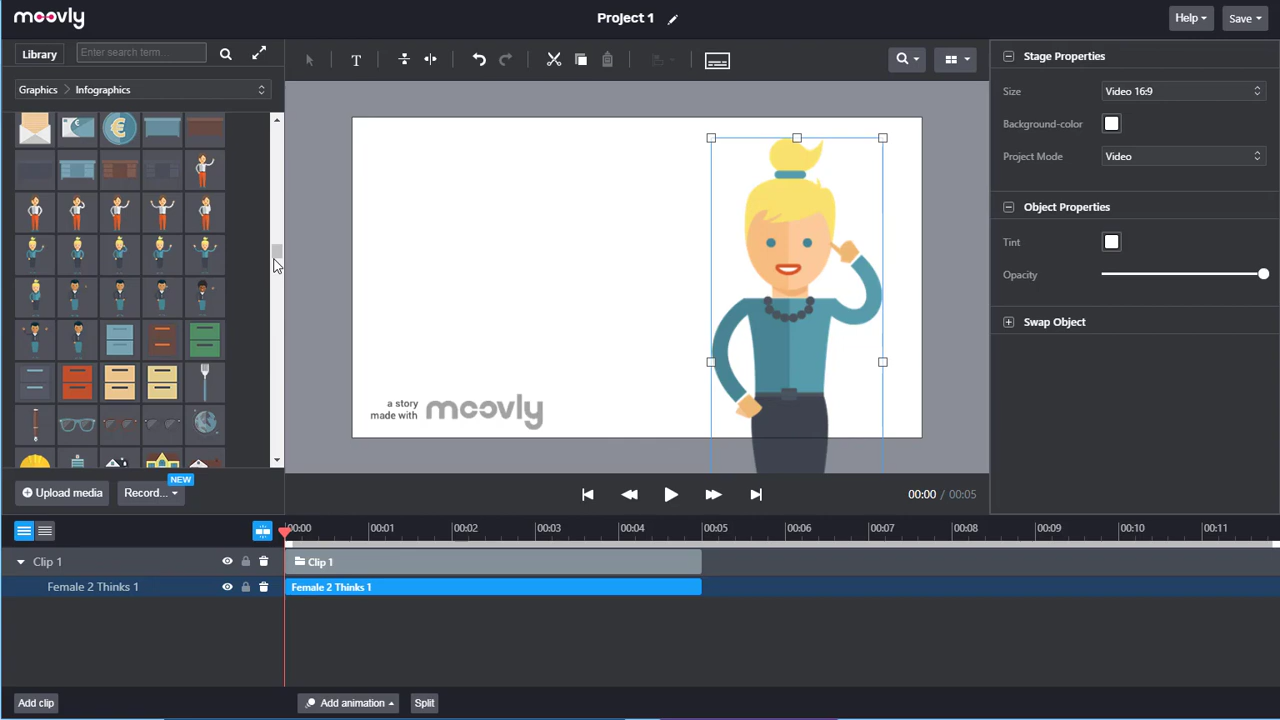 moovly
Project 1
Help
Save
Library
Enter search term...
Graphics
Infographics
T
Stage Properties
Size
Video 16:9
Background-color
Project Mode
Video
Object Properties
Tint
Opacity
Swap Object
€
a story
made with
moovly
NEW
Upload media
Record...
00:00 / 00:05
00:00
00:01
00:02
00:03
00:04
00:05
00:06
00:07
00:08
00:09
00:10
00:11
Clip 1
Clip 1
Female 2 Thinks 1
Female 2 Thinks 1
Add clip
Add animation
Split